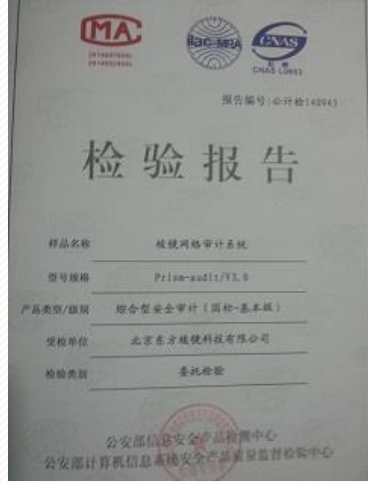 MA
ilac-MRA
CNAS
CNAS L0893
报告编号:公计检140943
检验报告
样品名称 棱镜网络审计系统
型号规格 Prism-audit/V3.0
产品类型/级别 综合型安全审计(国标-基本级)
受检单位 北京东方棱镜科技有限公司
检验类别 委托检验
公安部信息安全产品检测中心
公安部计算机信息系统安全产品质量监督检验中心